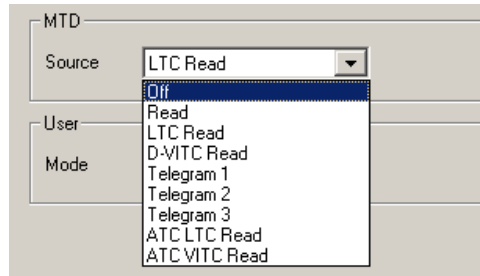 MTD
Source LTC Read
Off
Read
User
LTC Read
D-VITC Read
Mode
Telegram 1
Telegram 2
Telegram 3
ATC LTC Read
ATC VITC Read